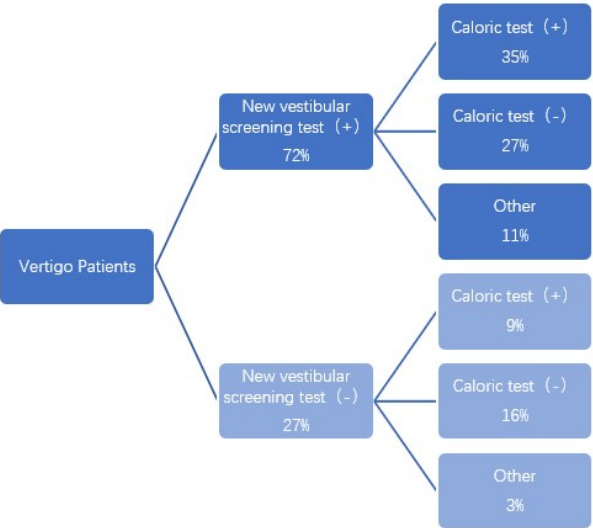 Vertigo Patients
New vestibular
screening test（+）
72%
Caloric test（+）
35%
Caloric test（-）
27%
Other
11%
New vestibular
screening test（-）
27%
Caloric test（+）
9%
Caloric test（-）
16%
Other
3%